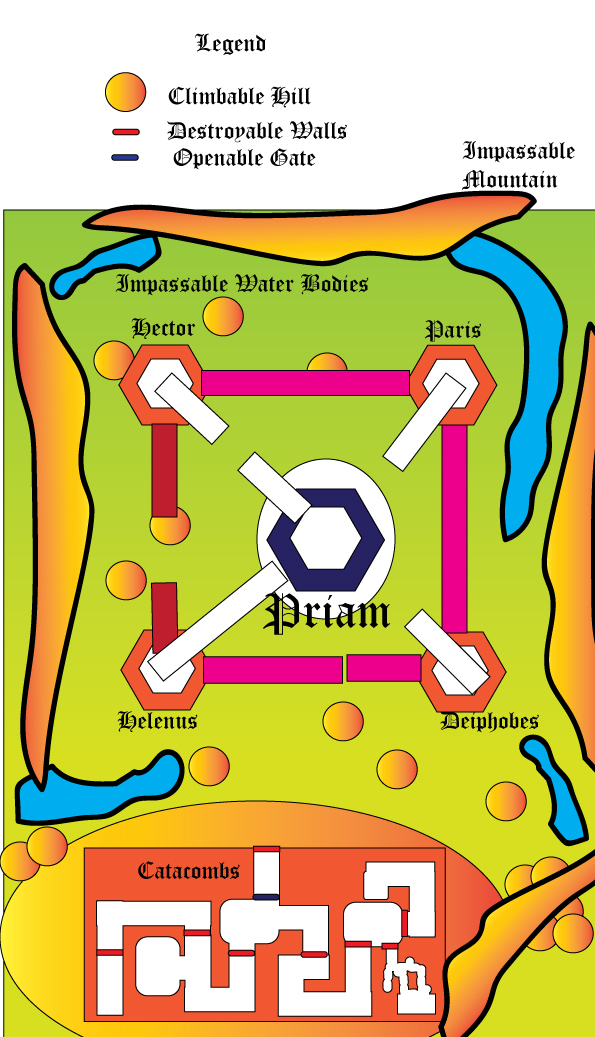 Legend
Climbable Hill
Destroyable Walls
Openable Gate
Impassable
Mountain
Impassable Water Bodies
Hector
Paris
Priam
Helenus
Deiphobes
Catacombs